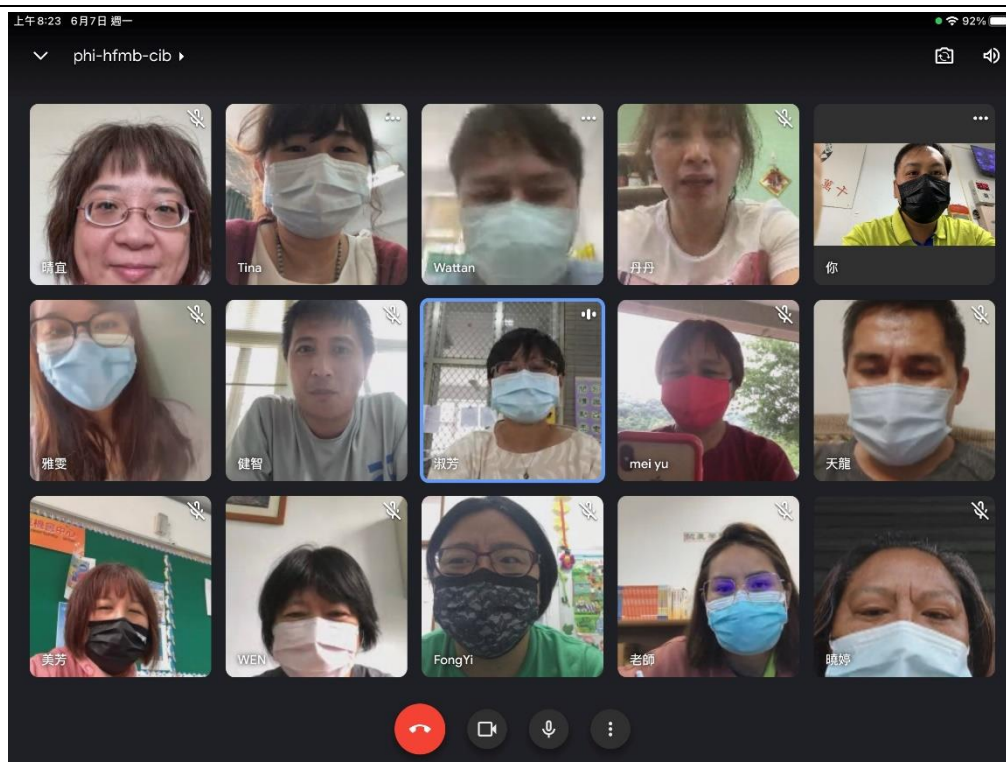 上午8:23 6月7日 週一
92%
phi-hfmb-cib
晴宜
Tina
Wattan
丹丹
你
雅雯
健智
淑芳
mei yu
天龍
美芳
WEN
FongYi
老師
曉婷